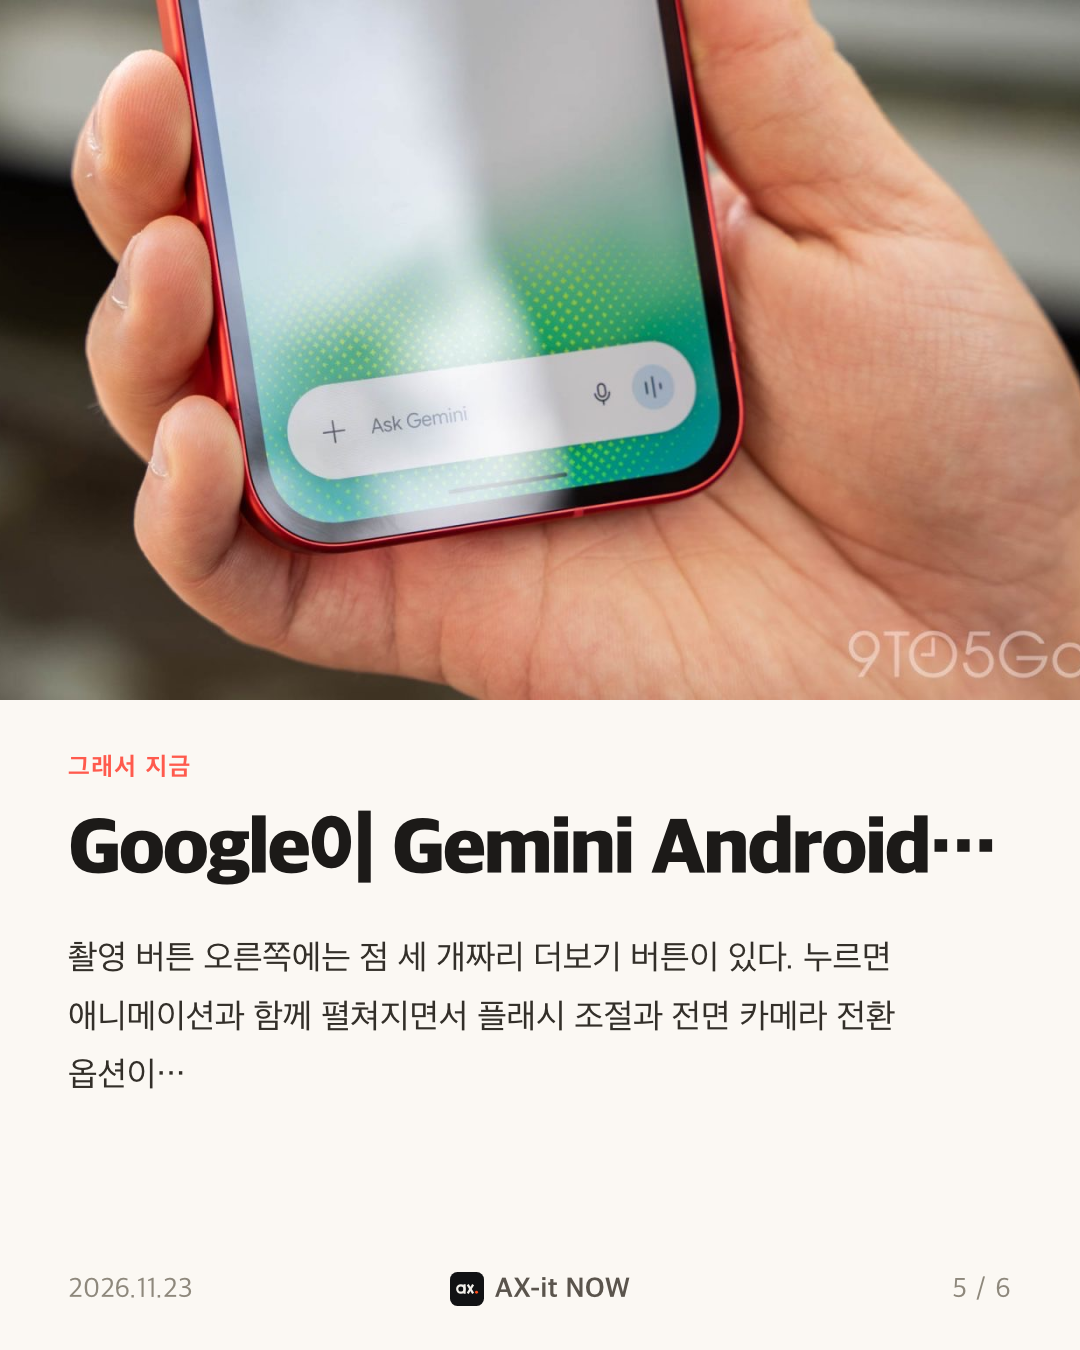 Ask Gemini
9TO5Go
그래서 지금
Google이 Gemini Android…
촬영 버튼 오른쪽에는 점 세 개짜리 더보기 버튼이 있다. 누르면
애니메이션과 함께 펼쳐지면서 플래시 조절과 전면 카메라 전환
옵션이…
2026.11.23
ax.
AX-it NOW
5 / 6